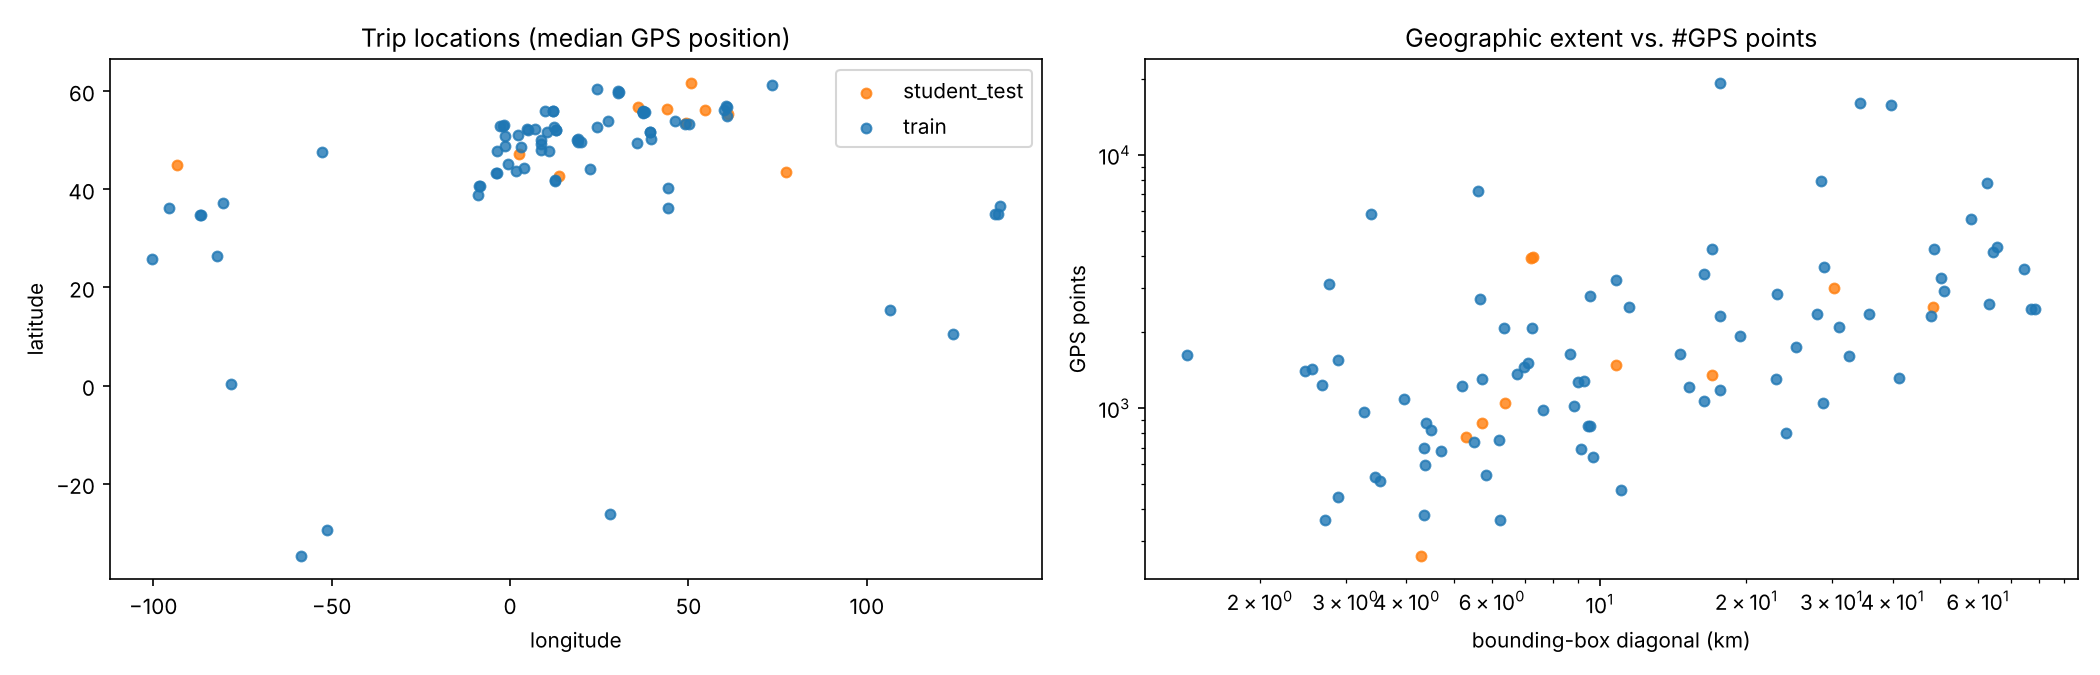 Trip locations (median GPS position)
latitude
60
40
20
0
−20
−100
−50
0
50
100
longitude
student_test
train
Geographic extent vs. #GPS points
GPS points
10⁴
10³
2 × 10⁰
3 × 10⁰
4 × 10⁰
6 × 10⁰
10¹
2 × 10¹
3 × 10¹
4 × 10¹
6 × 10¹
bounding-box diagonal (km)